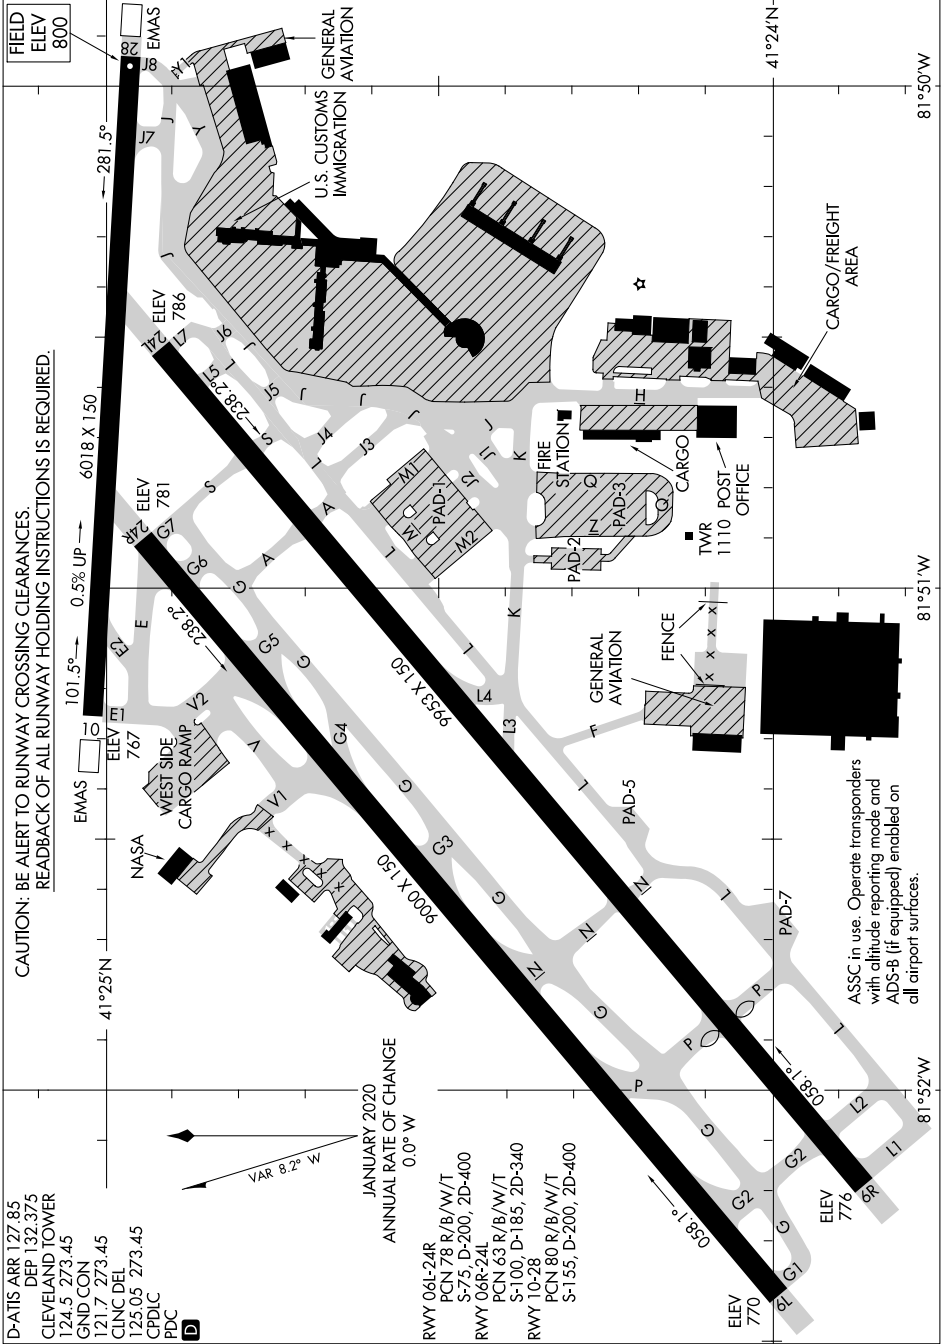 D-ATIS ARR 127.85
DEP 132.375
CLEVELAND TOWER
124.5 273.45
GND CON
121.7 273.45
CLNC DEL
125.05 273.45
CPDLC
PDC
D
CAUTION: BE ALERT TO RUNWAY CROSSING CLEARANCES.
READBACK OF ALL RUNWAY HOLDING INSTRUCTIONS IS REQUIRED.
FIELD
ELEV
800
EMAS
28
J8
281.5°
J7
J
Y
Y1
GENERAL
AVIATION
U.S. CUSTOMS
IMMIGRATION
J
6018 X 150
0.5% UP
101.5°
E1
E2
E
10
EMAS
ELEV
767
ELEV
786
24L
L7
J6
J
L
L5
238.2°
J5
J
S
J4
J3
L
J
J
J
S
ELEV
781
24R
G7
G6
G
A
A
238.2°
G5
G
V2
V
V1
WEST SIDE
CARGO RAMP
NASA
G4
G
G3
G
9000 X 150
9953 X 150
M1
M
PAD-1
M2
J2
J1
K
K
L
L
L4
L3
F
L
PAD-5
FIRE
STATION
H
CARGO
Q
Q
Z
PAD-3
PAD-2
POST
OFFICE
TWR
1110
CARGO/FREIGHT
AREA
GENERAL
AVIATION
FENCE
x x x x
x x x x
N
N
N
L
PAD-7
G
P
P
P
L
G
G2
G2
G
G1
L2
L1
058.1°
058.1°
ELEV
776
6R
ELEV
770
6L
ASSC in use. Operate transponders
with altitude reporting mode and
ADS-B (if equipped) enabled on
all airport surfaces.
VAR 8.2° W
JANUARY 2020
ANNUAL RATE OF CHANGE
0.0° W
RWY 06L-24R
PCN 78 R/B/W/T
S-75, D-200, 2D-400
RWY 06R-24L
PCN 63 R/B/W/T
S-100, D-185, 2D-340
RWY 10-28
PCN 80 R/B/W/T
S-155, D-200, 2D-400
41°25'N
41°24'N
81°52'W
81°51'W
81°50'W